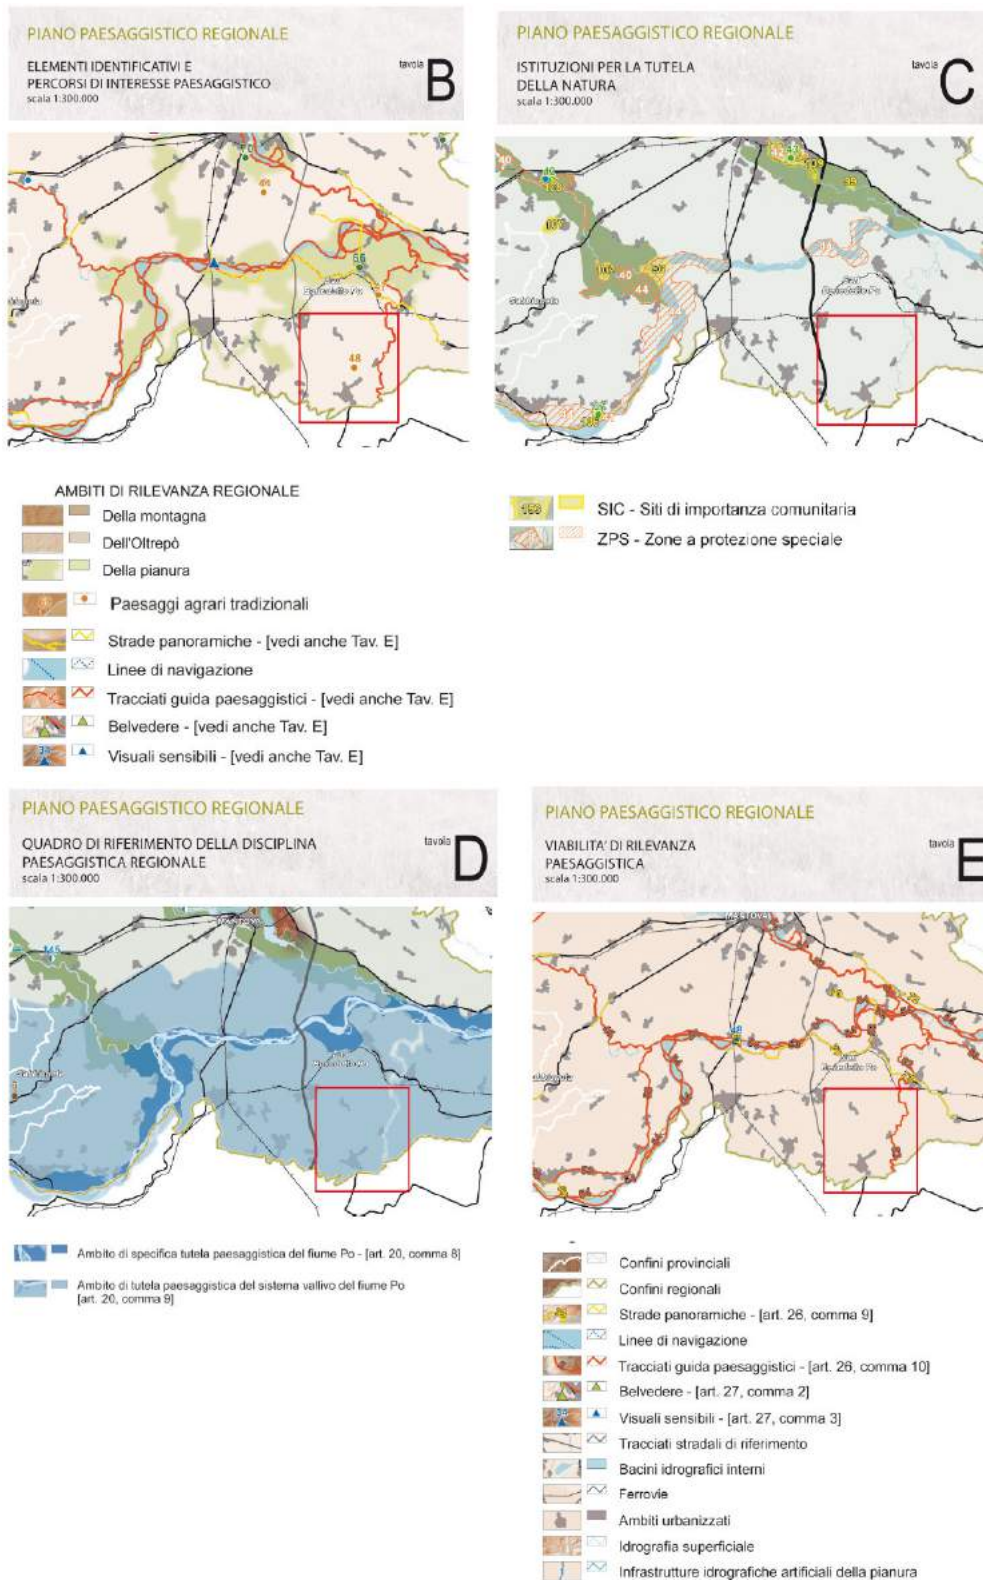 PIANO PAESAGGISTICO REGIONALE
ELEMENTI IDENTIFICATIVI E
PERCORSI DI INTERESSE PAESAGGISTICO
scala 1:300.000
tavola B
PIANO PAESAGGISTICO REGIONALE
ISTITUZIONI PER LA TUTELA
DELLA NATURA
scala 1:300.000
tavola C
44
66
48
40
44
AMBITI DI RILEVANZA REGIONALE
Della montagna
Dell'Oltrepò
Della pianura
Paesaggi agrari tradizionali
Strade panoramiche - [vedi anche Tav. E]
Linee di navigazione
Tracciati guida paesaggistici - [vedi anche Tav. E]
Belvedere - [vedi anche Tav. E]
Visuali sensibili - [vedi anche Tav. E]
SIC - Siti di importanza comunitaria
ZPS - Zone a protezione speciale
PIANO PAESAGGISTICO REGIONALE
QUADRO DI RIFERIMENTO DELLA DISCIPLINA
PAESAGGISTICA REGIONALE
scala 1:300.000
tavola D
PIANO PAESAGGISTICO REGIONALE
VIABILITA' DI RILEVANZA
PAESAGGISTICA
scala 1:300.000
tavola E
MANTOVA
MANTOVA
Ambito di specifica tutela paesaggistica del fiume Po - [art. 20, comma 8]
Ambito di tutela paesaggistica del sistema vallivo del fiume Po
[art. 20, comma 9]
Confini provinciali
Confini regionali
Strade panoramiche - [art. 26, comma 9]
Linee di navigazione
Tracciati guida paesaggistici - [art. 26, comma 10]
Belvedere - [art. 27, comma 2]
Visuali sensibili - [art. 27, comma 3]
Tracciati stradali di riferimento
Bacini idrografici interni
Ferrovie
Ambiti urbanizzati
Idrografia superficiale
Infrastrutture idrografiche artificiali della pianura